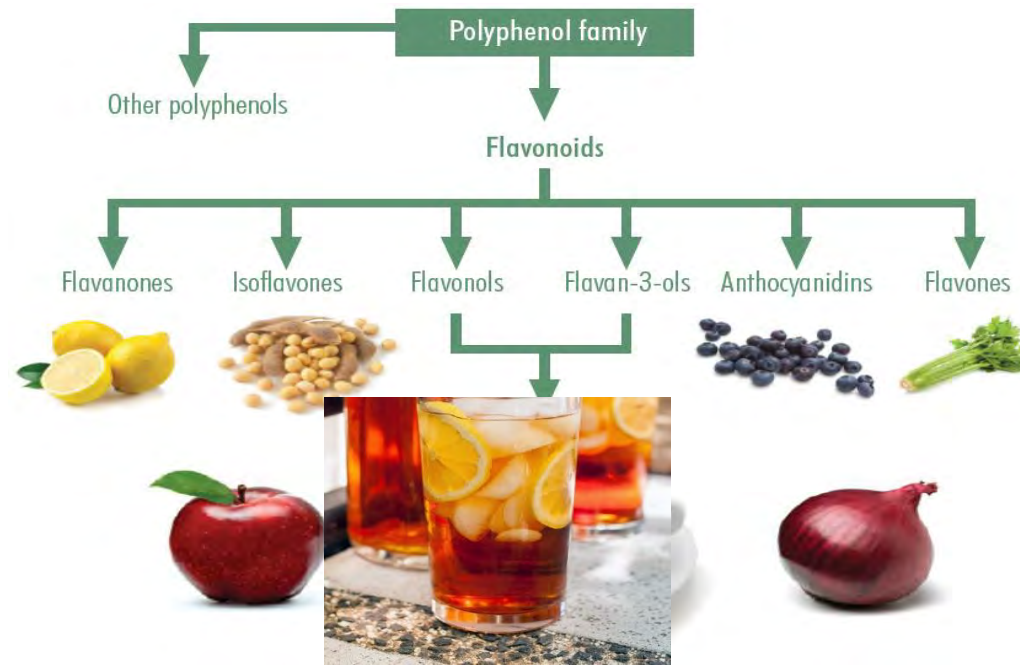 Polyphenol family
Other polyphenols
Flavonoids
Flavanones
Isoflavones
Flavonols
Flavan-3-ols
Anthocyanidins
Flavones